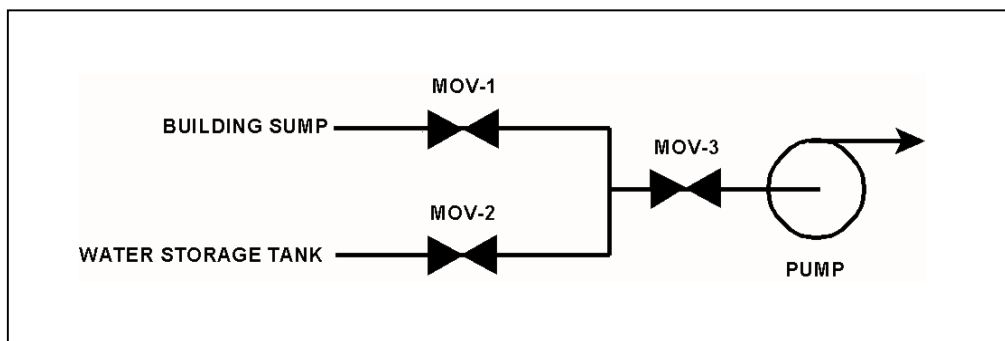 MOV-1
BUILDING SUMP
MOV-3
MOV-2
WATER STORAGE TANK
PUMP